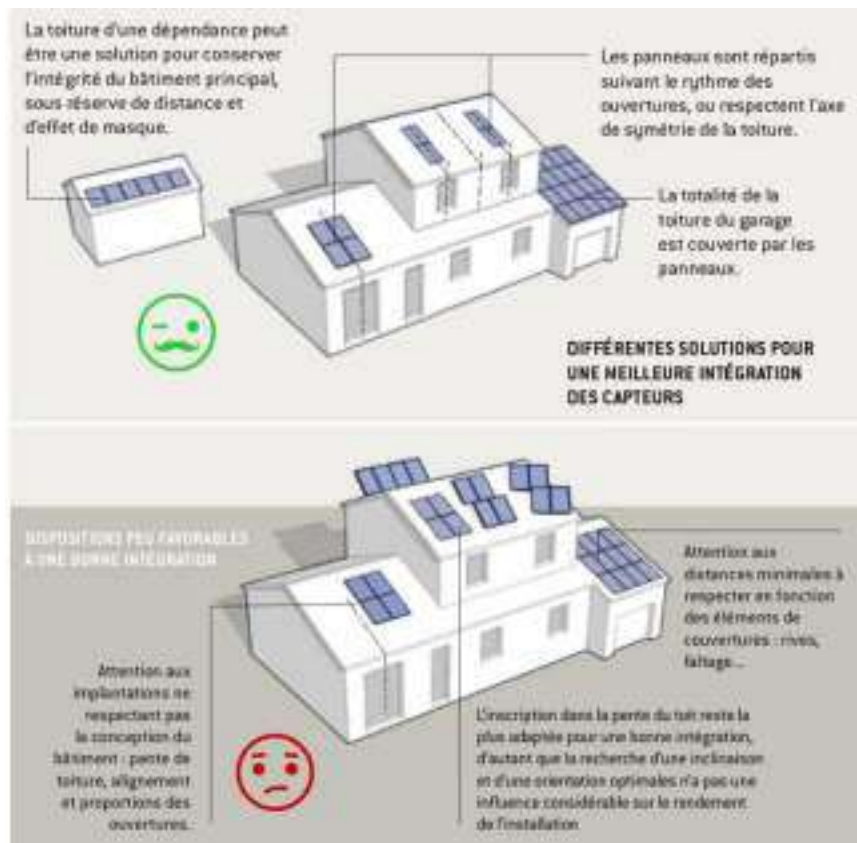 La toiture d'une dépendance peut
être une solution pour conserver
l'intégrité du bâtiment principal,
sous réserve de distance et
d'effet de masque.
Les panneaux sont répartis
suivant le rythme des
ouvertures, ou respectent l'axe
de symétrie de la toiture.
La totalité de la
toiture du garage
est couverte par les
panneaux.
DIFFÉRENTES SOLUTIONS POUR
UNE MEILLEURE INTÉGRATION
DES CAPTEURS
DISPOSITIONS PEU FAVORABLES
À UNE BONNE INTÉGRATION
Attention aux
distances minimales à
respecter en fonction
des éléments de
couvertures : rives,
faîtage...
Attention aux
implantations ne
respectant pas
la conception du
bâtiment : pente de
toiture, alignement
et proportions des
ouvertures.
L'inscription dans la pente du toit reste la
plus adaptée pour une bonne intégration,
d'autant que la recherche d'une inclinaison
et d'une orientation optimales n'a pas une
influence considérable sur le rendement
de l'installation